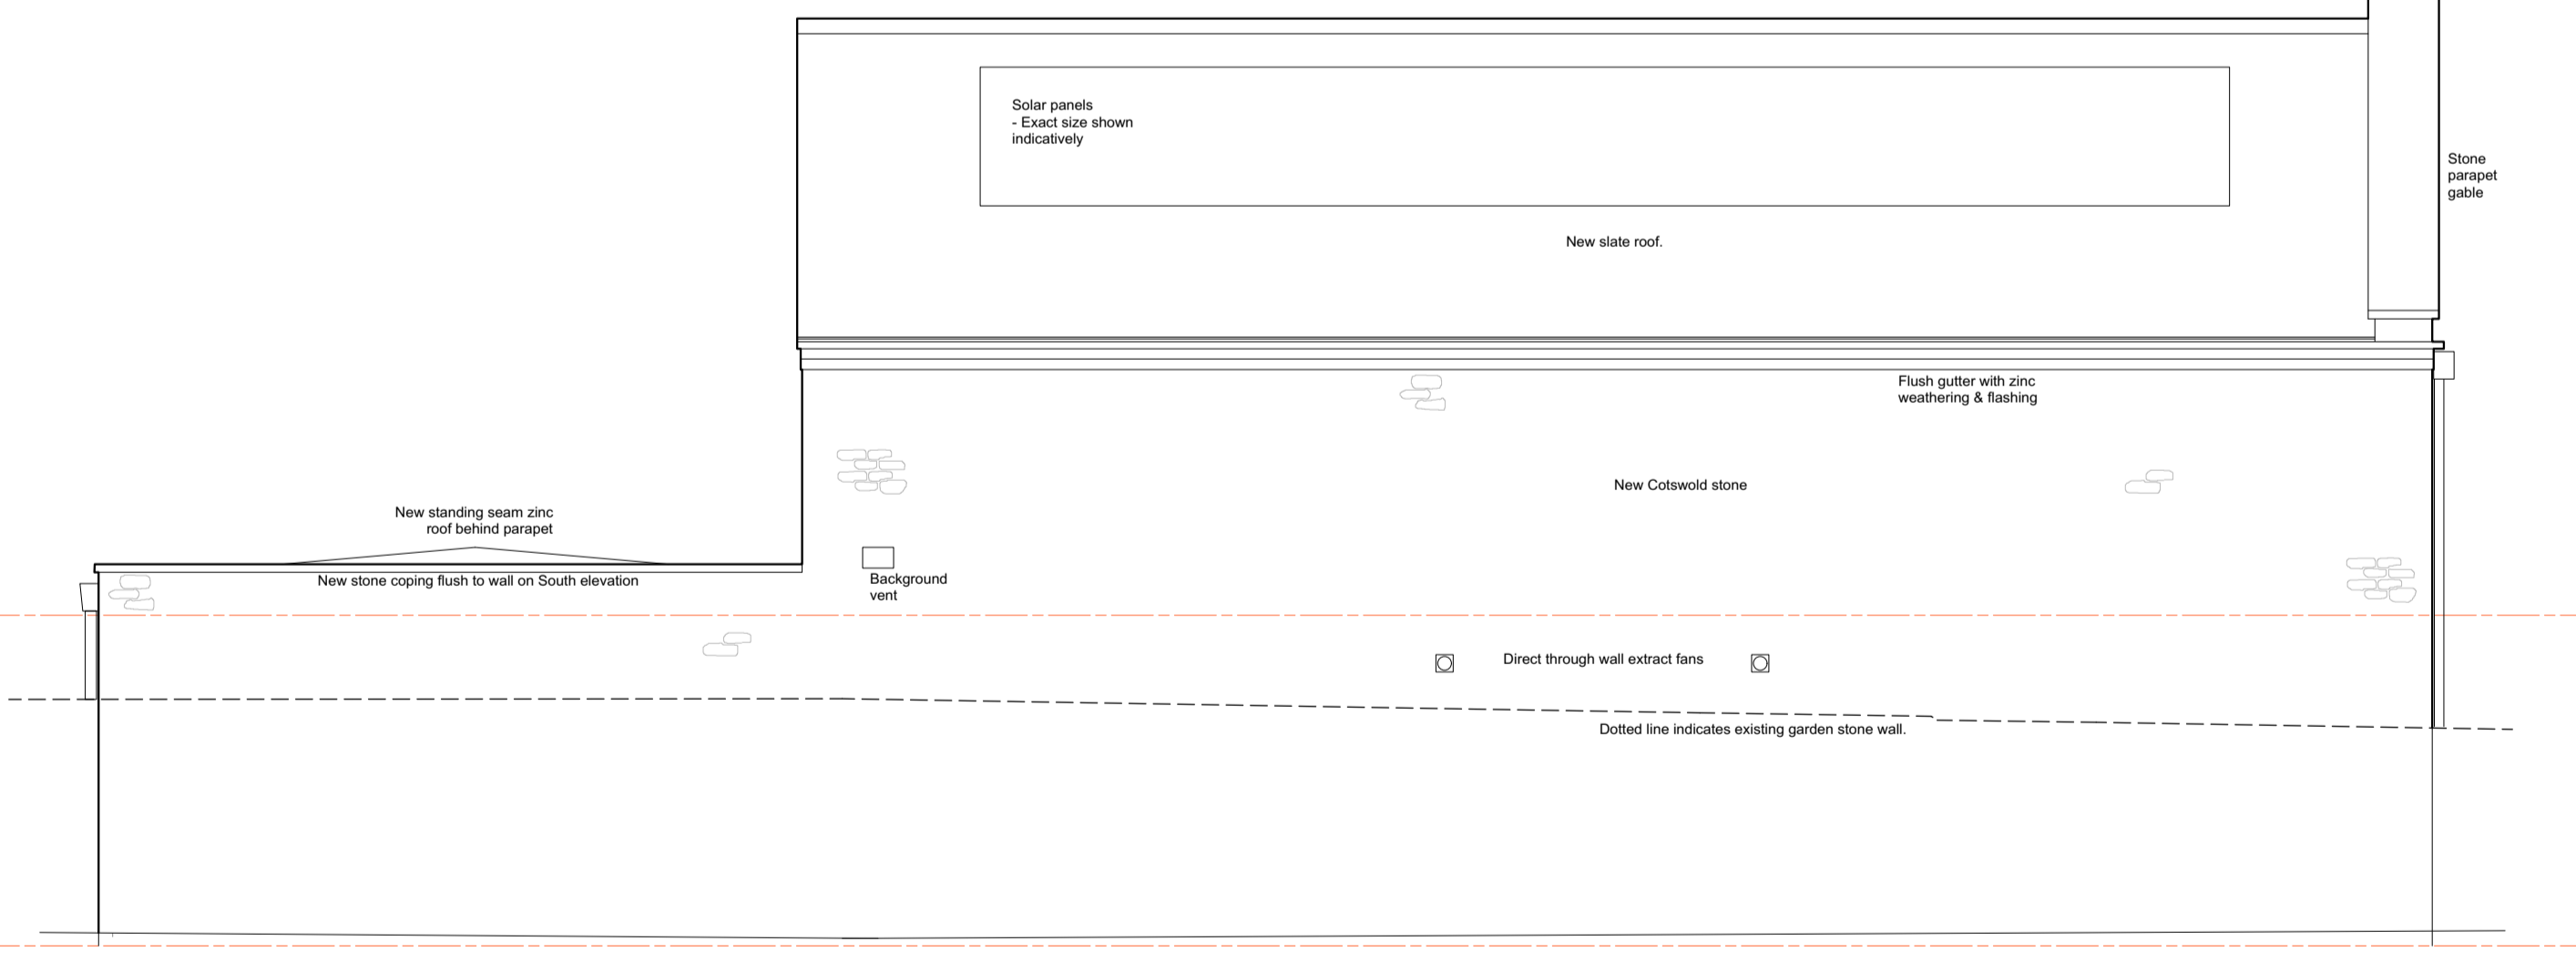 Solar panels
- Exact size shown
indicatively
Stone
parapet
gable
New slate roof.
Flush gutter with zinc
weathering & flashing
New Cotswold stone
New standing seam zinc
roof behind parapet
New stone coping flush to wall on South elevation
Background
vent
Direct through wall extract fans
Dotted line indicates existing garden stone wall.